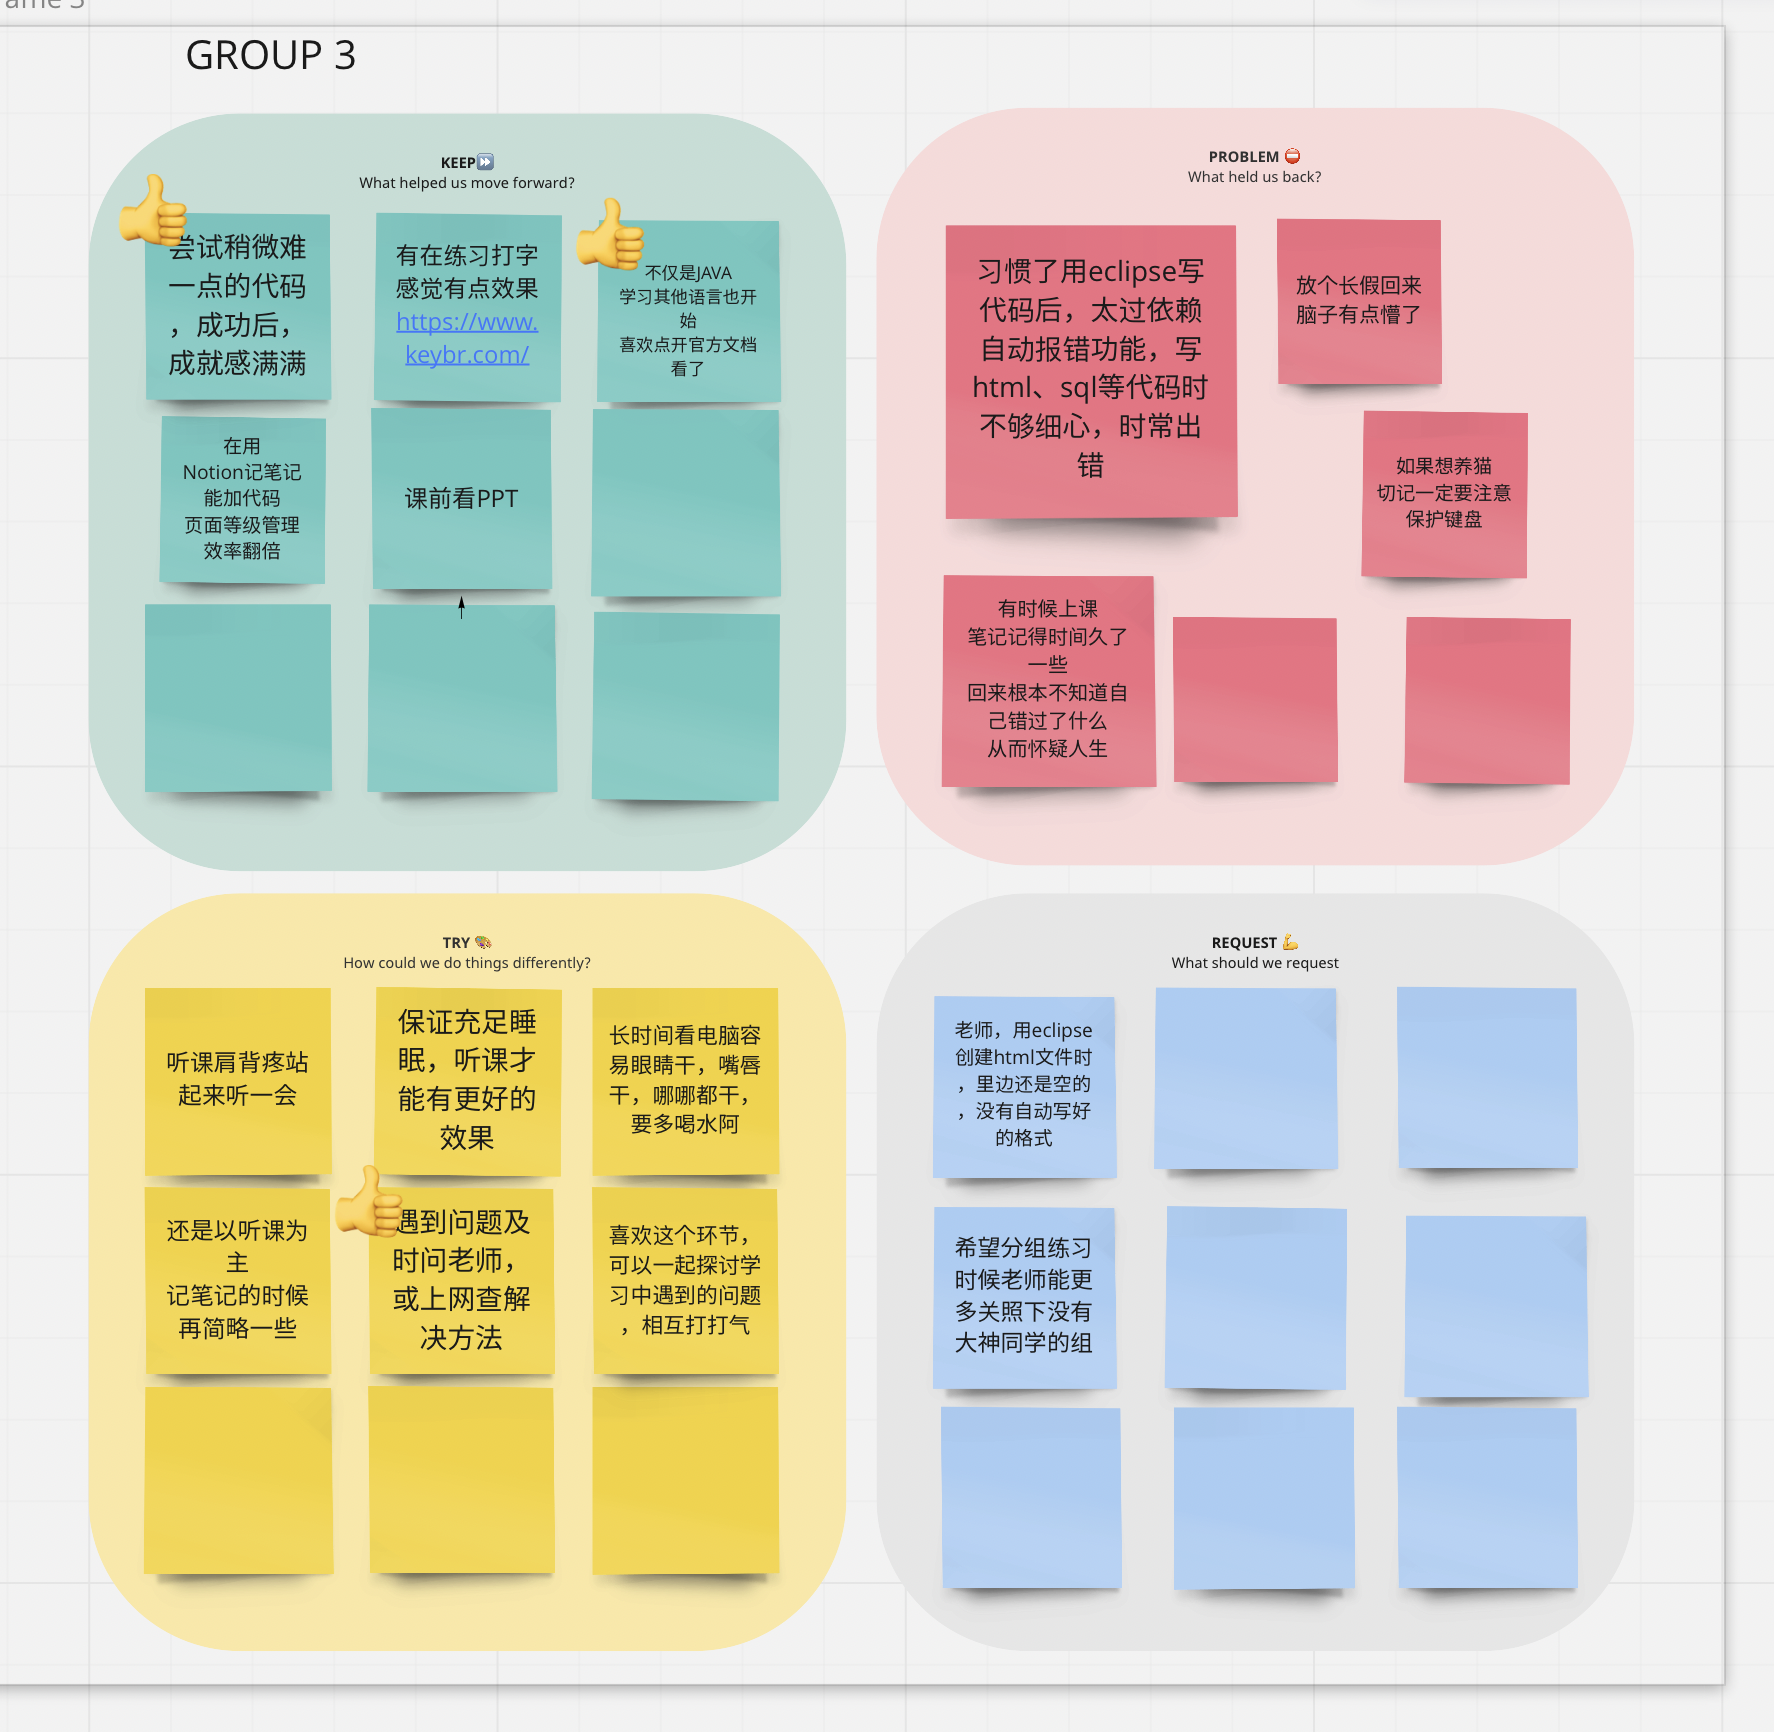 GROUP 3
KEEP⏩
What helped us move forward?
尝试稍微难
一点的代码
，成功后，
成就感满满
有在练习打字
感觉有点效果
https://www.
keybr.com/
不仅是JAVA
学习其他语言也开
始
喜欢点开官方文档
看了
在用
Notion记笔记
能加代码
页面等级管理
效率翻倍
课前看PPT
PROBLEM ⛔
What held us back?
习惯了用eclipse写
代码后，太过依赖
自动报错功能，写
html、sql等代码时
不够细心，时常出
错
放个长假回来
脑子有点懵了
如果想养猫
切记一定要注意
保护键盘
有时候上课
笔记记得时间久了
一些
回来根本不知道自
己错过了什么
从而怀疑人生
TRY 🎨
How could we do things differently?
听课肩背疼站
起来听一会
保证充足睡
眠，听课才
能有更好的
效果
长时间看电脑容
易眼睛干，嘴唇
干，哪哪都干，
要多喝水阿
还是以听课为
主
记笔记的时候
再简略一些
遇到问题及
时问老师，
或上网查解
决方法
喜欢这个环节，
可以一起探讨学
习中遇到的问题
，相互打打气
REQUEST 💪
What should we request
老师，用eclipse
创建html文件时
，里边还是空的
，没有自动写好
的格式
希望分组练习
时候老师能更
多关照下没有
大神同学的组